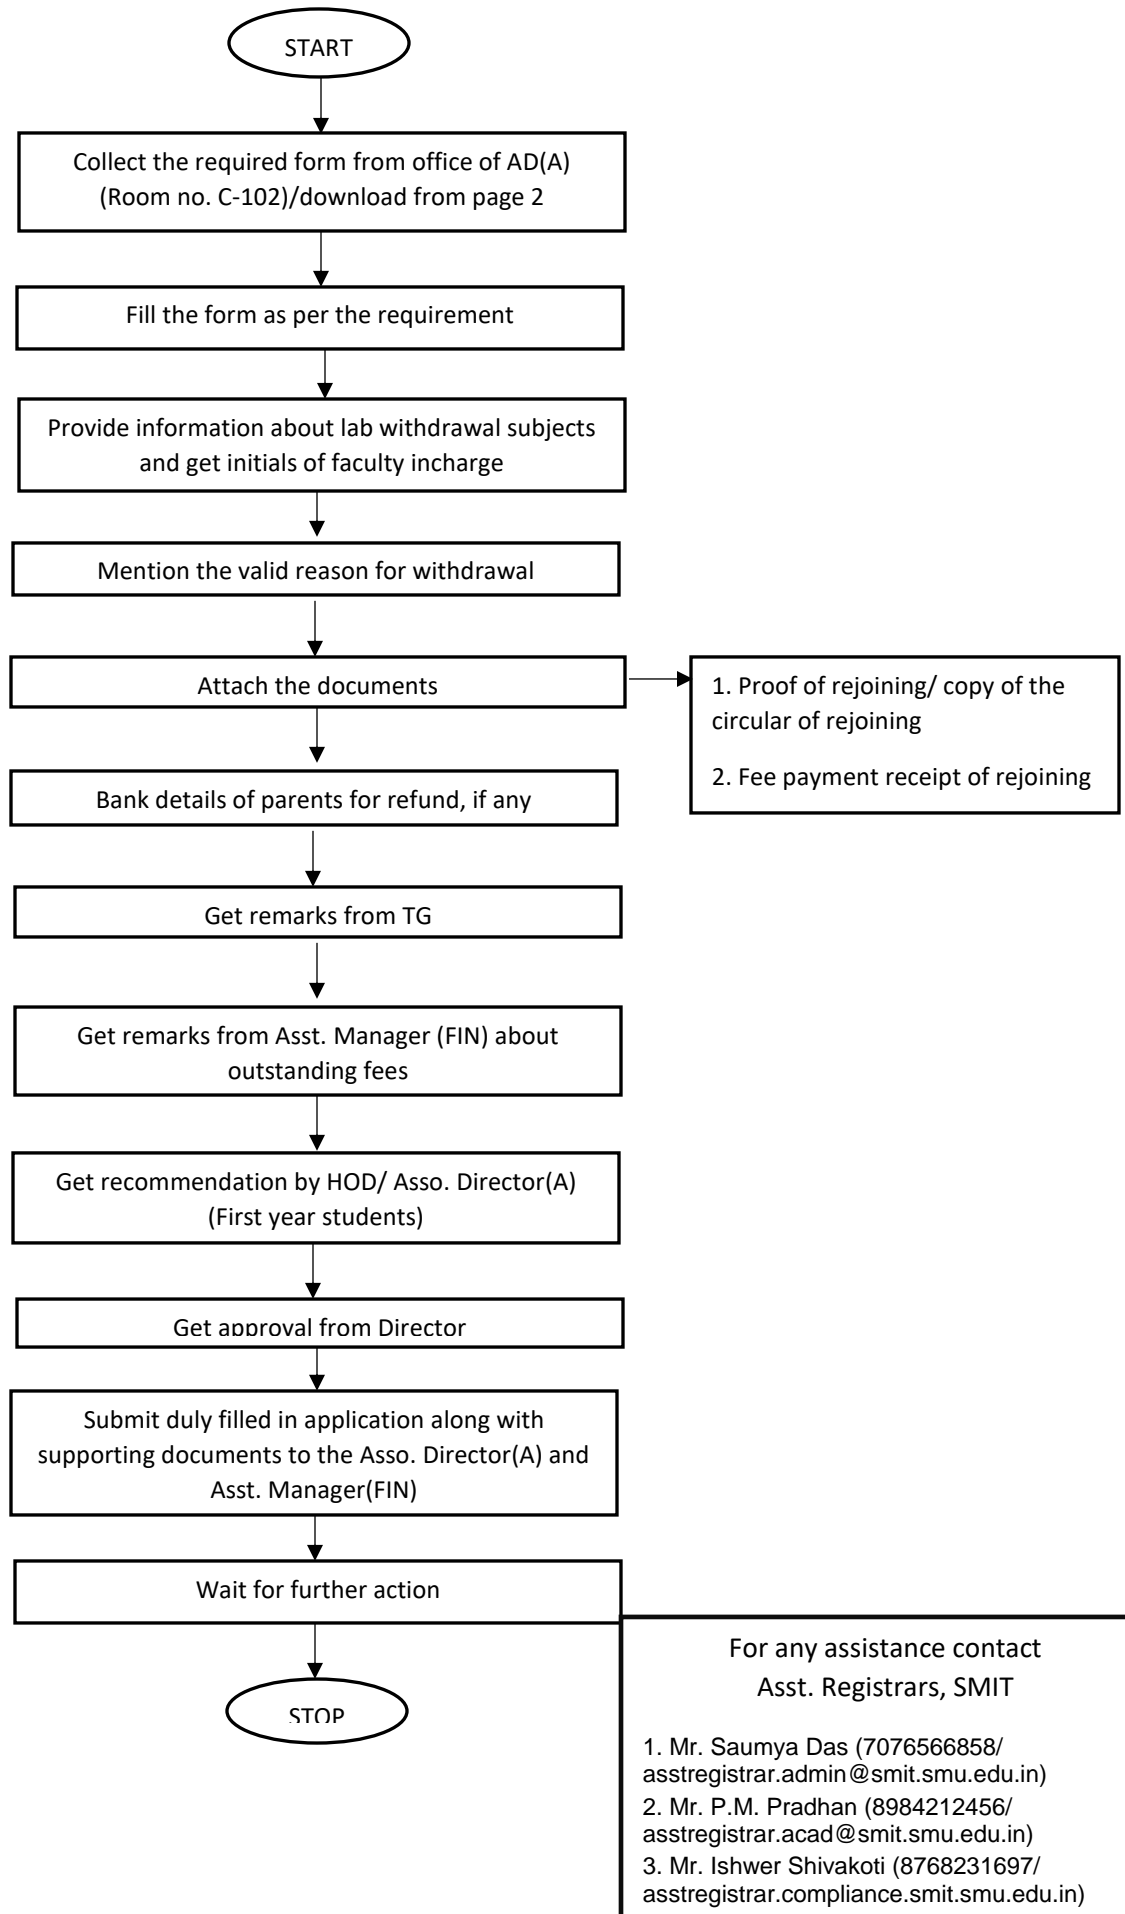 START
Collect the required form from office of AD(A)
(Room no. C-102)/download from page 2
Fill the form as per the requirement
Provide information about lab withdrawal subjects
and get initials of faculty incharge
Mention the valid reason for withdrawal
Attach the documents
1. Proof of rejoining/ copy of the
circular of rejoining
2. Fee payment receipt of rejoining
Bank details of parents for refund, if any
Get remarks from TG
Get remarks from Asst. Manager (FIN) about
outstanding fees
Get recommendation by HOD/ Asso. Director(A)
(First year students)
Get approval from Director
Submit duly filled in application along with
supporting documents to the Asso. Director(A) and
Asst. Manager(FIN)
Wait for further action
STOP
For any assistance contact
Asst. Registrars, SMIT
1. Mr. Saumya Das (7076566858/
asstregistrar.admin@smit.smu.edu.in)
2. Mr. P.M. Pradhan (8984212456/
asstregistrar.acad@smit.smu.edu.in)
3. Mr. Ishwer Shivakoti (8768231697/
asstregistrar.compliance.smit.smu.edu.in)